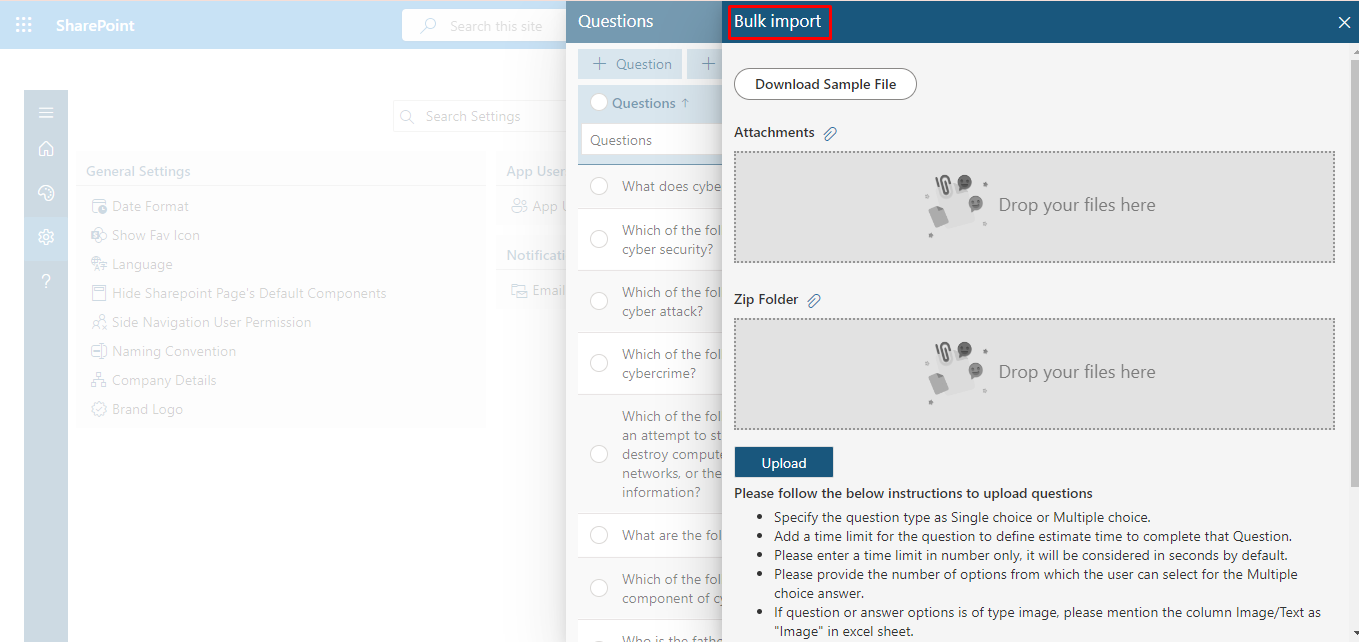 SharePoint
Search this site
Search Settings
General Settings
Date Format
Show Fav Icon
Language
Hide Sharepoint Page's Default Components
Side Navigation User Permission
Naming Convention
Company Details
Brand Logo
App User
App
Notificati
Email
Questions
Question
Questions ↑
Questions
What does cybe
Which of the fol
cyber security?
Which of the fol
cyber attack?
Which of the fol
cybercrime?
Which of the fol
an attempt to st
destroy compute
networks, or the
information?
What are the fol
Which of the fol
component of cy
Who is the fathe
Bulk import
Download Sample File
Attachments
Drop your files here
Zip Folder
Drop your files here
Upload
Please follow the below instructions to upload questions
• Specify the question type as Single choice or Multiple choice.
• Add a time limit for the question to define estimate time to complete that Question.
• Please enter a time limit in number only, it will be considered in seconds by default.
• Please provide the number of options from which the user can select for the Multiple
choice answer.
• If question or answer options is of type image, please mention the column Image/Text as
"Image" in excel sheet.